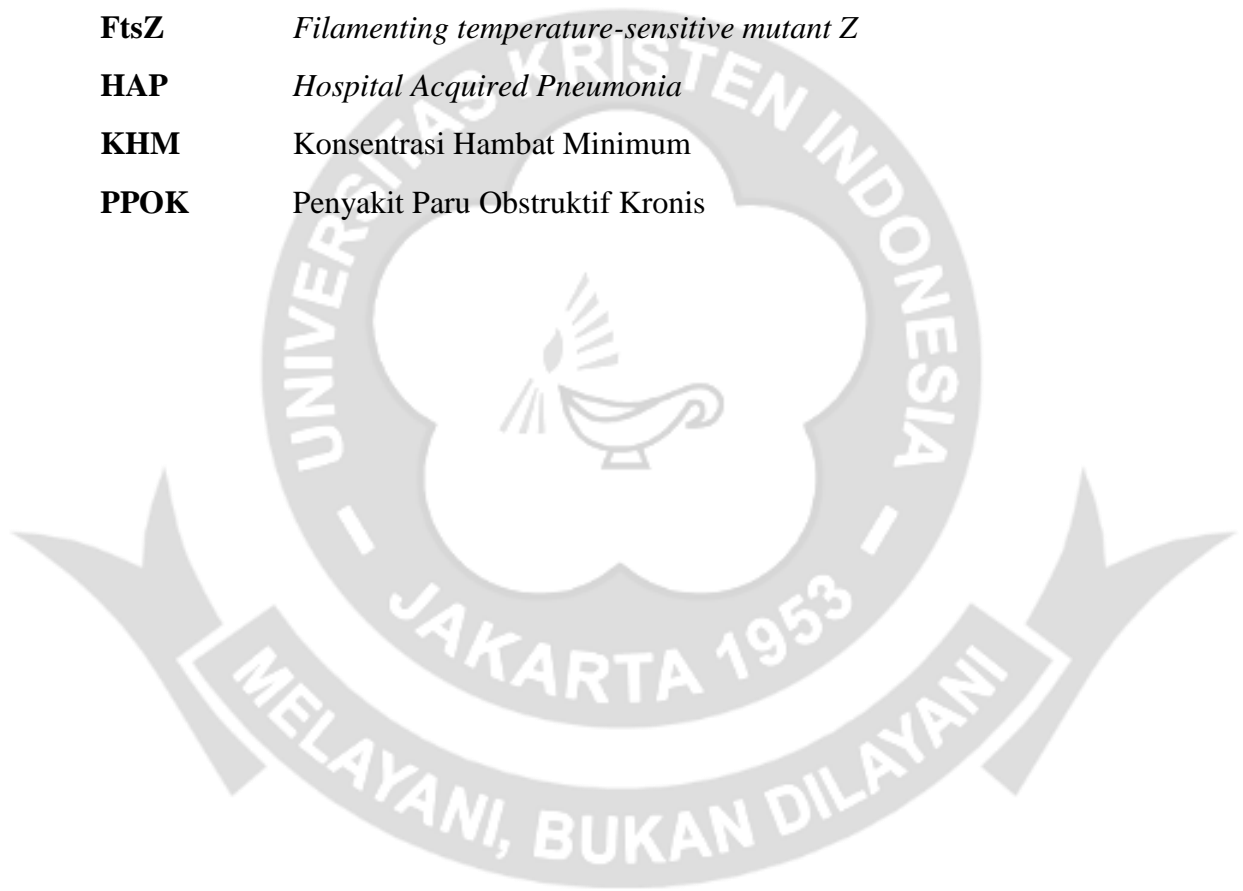 FtsZ Filamenting temperature-sensitive mutant Z
HAP Hospital Acquired Pneumonia
KHM Konsentrasi Hambat Minimum
PPOK Penyakit Paru Obstruktif Kronis
UNIVERSITAS KRISTEN INDONESIA
- JAKARTA 1953 -
MELAYANI, BUKAN DILAYANI